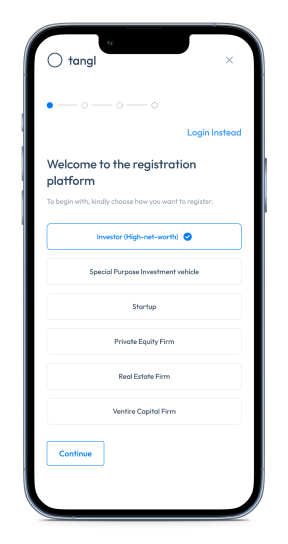 tangl
Login Instead
Welcome to the registration
platform
To begin with, kindly choose how you want to register.
Investor (High-net-worth)
Special Purpose Investment vehicle
Startup
Private Equity Firm
Real Estate Firm
Ventire Capital Firm
Continue